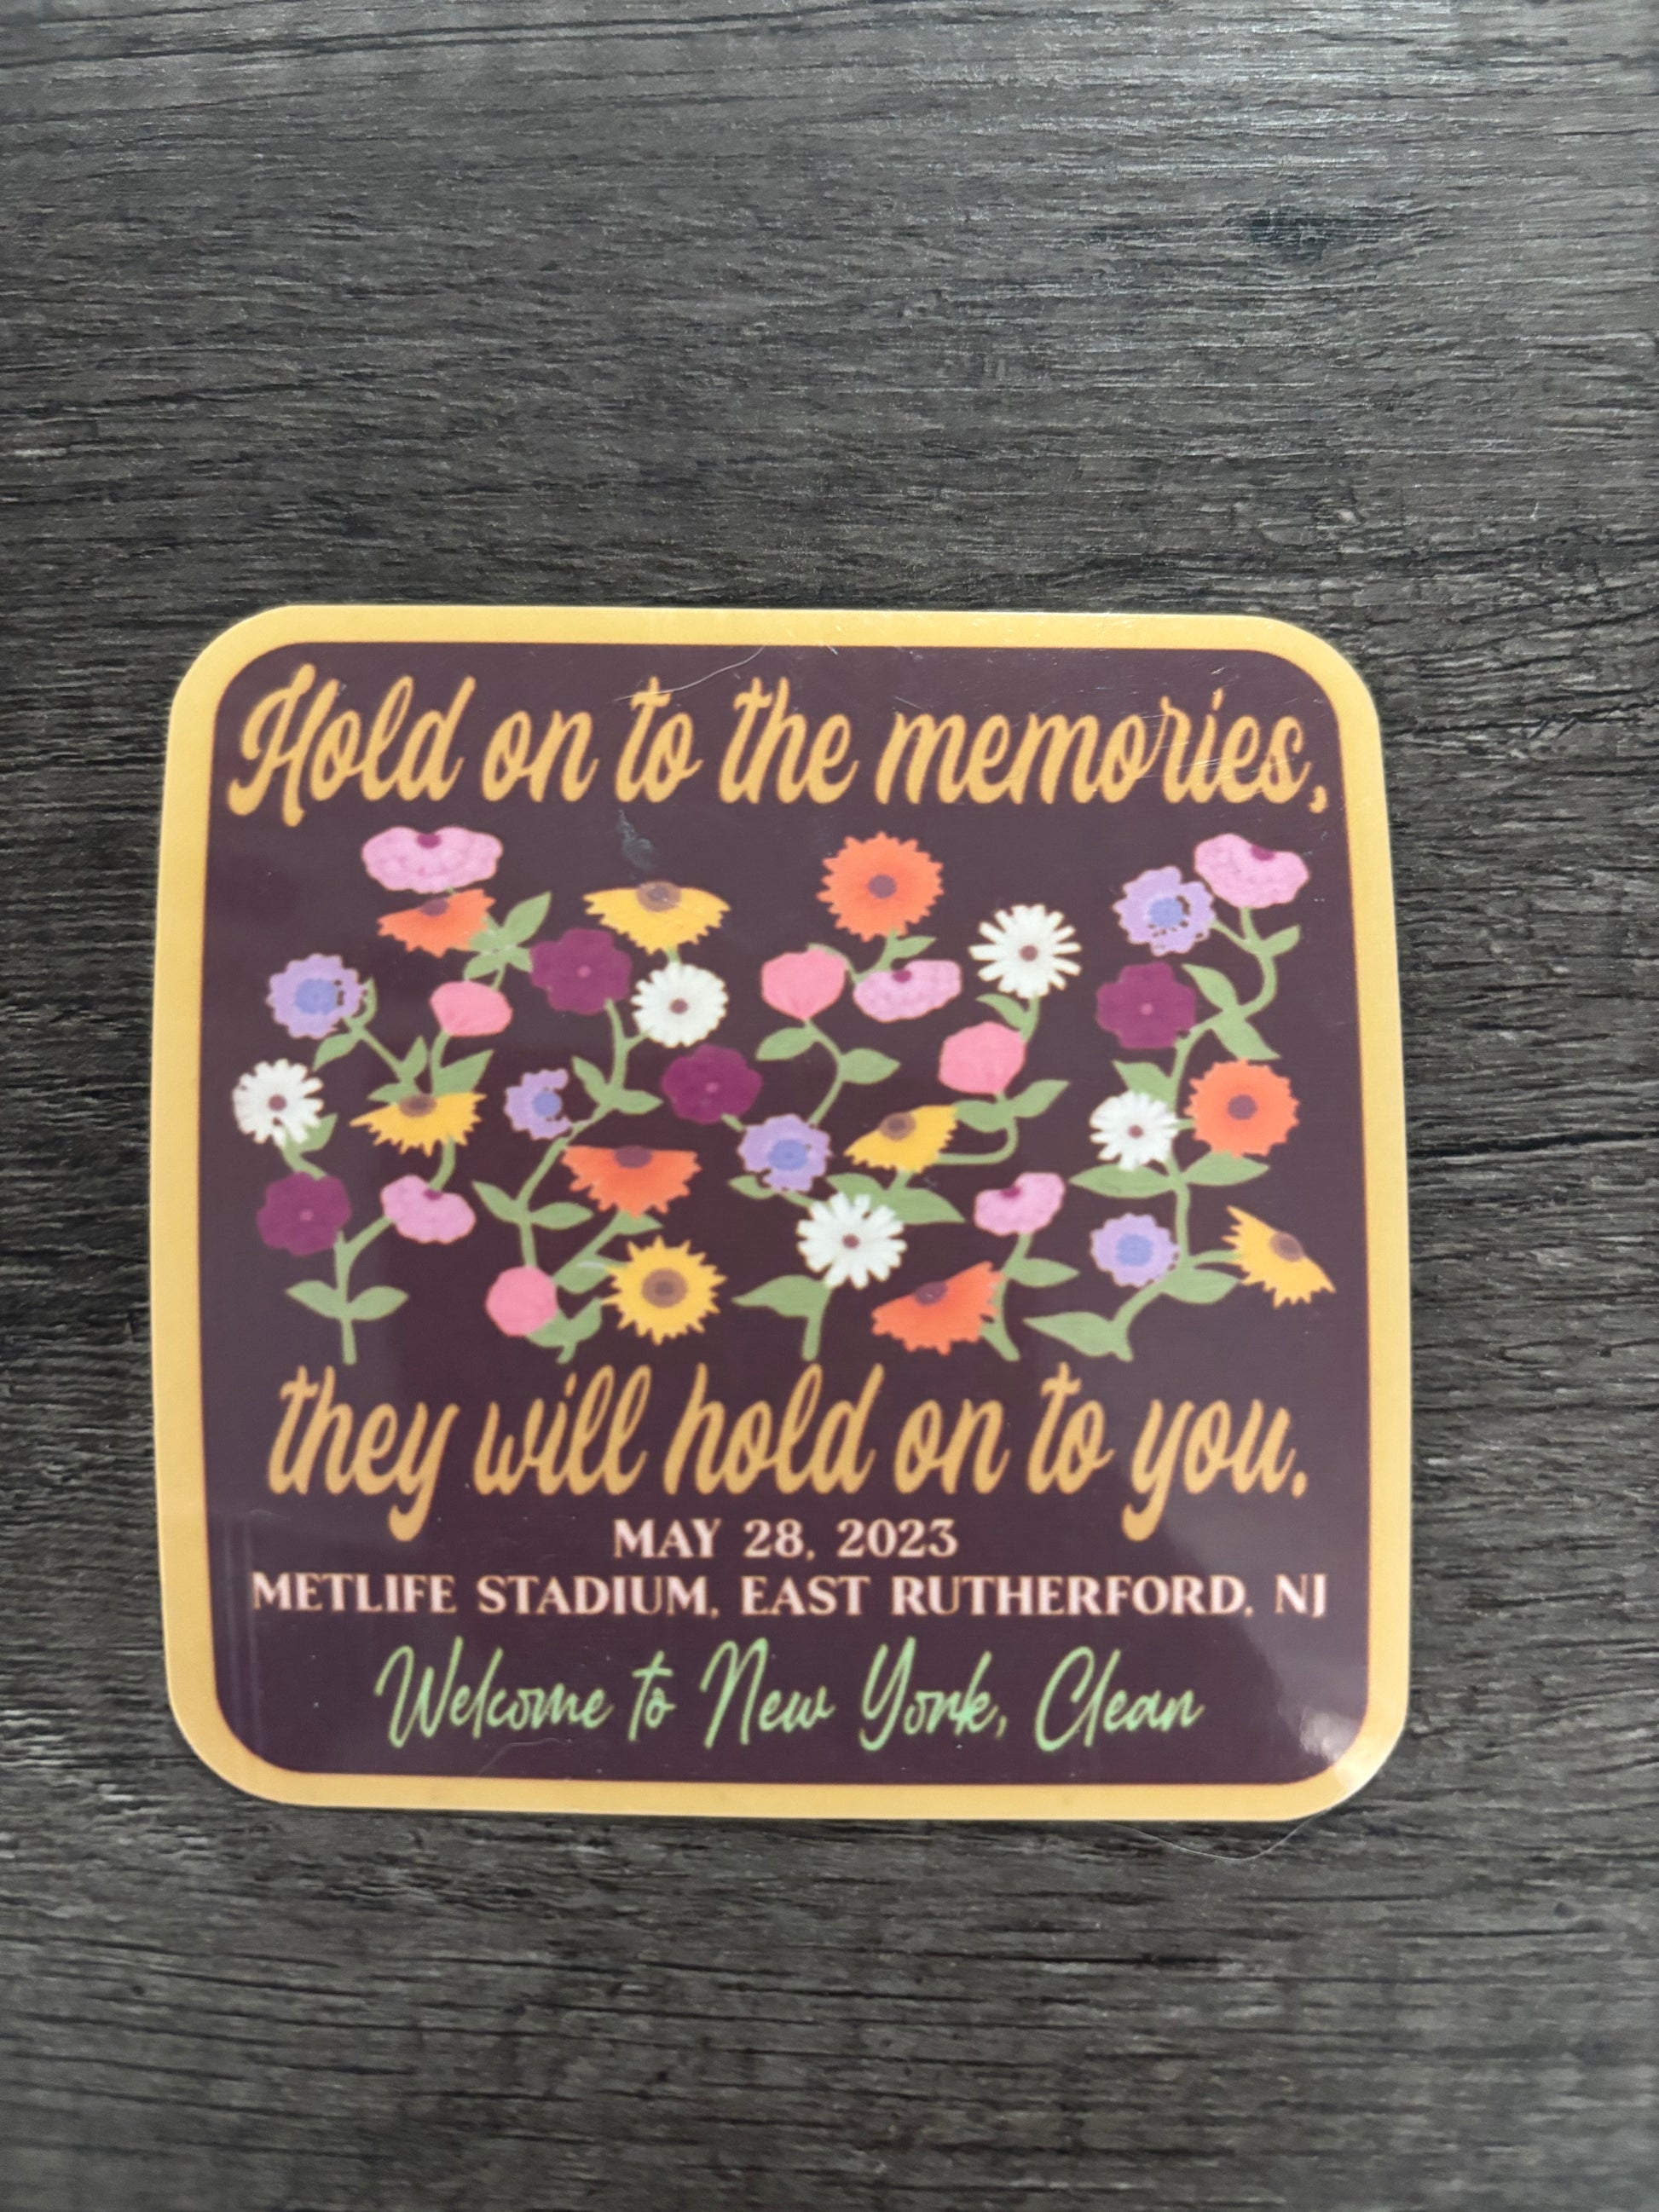 Hold on to the memories,
they will hold on to you.
MAY 28, 2023
METLIFE STADIUM, EAST RUTHERFORD, NJ
Welcome to New York, Clean